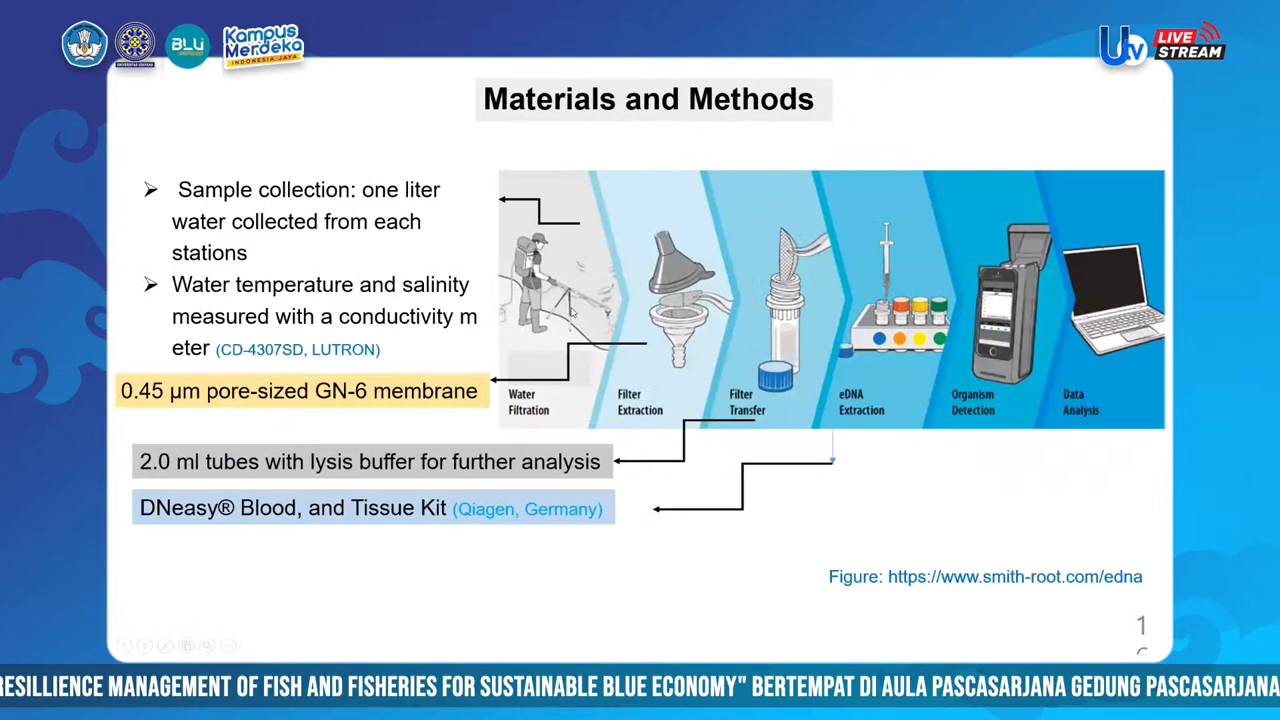 UNIVERSITAS UDAYANA
BLU
Kampus
Merdeka
INDONESIA JAYA
Utv
LIVE
STREAM
Materials and Methods
Sample collection: one liter
water collected from each
stations
Water temperature and salinity
measured with a conductivity m
eter (CD-4307SD, LUTRON)
0.45 µm pore-sized GN-6 membrane
2.0 ml tubes with lysis buffer for further analysis
DNeasy® Blood, and Tissue Kit (Qiagen, Germany)
Water
Filtration
Filter
Extraction
Filter
Transfer
eDNA
Extraction
Organism
Detection
Data
Analysis
Figure: https://www.smith-root.com/edna
1
RESILLIENCE MANAGEMENT OF FISH AND FISHERIES FOR SUSTAINABLE BLUE ECONOMY" BERTEMPAT DI AULA PASCASARJANA GEDUNG PASCASARJANA